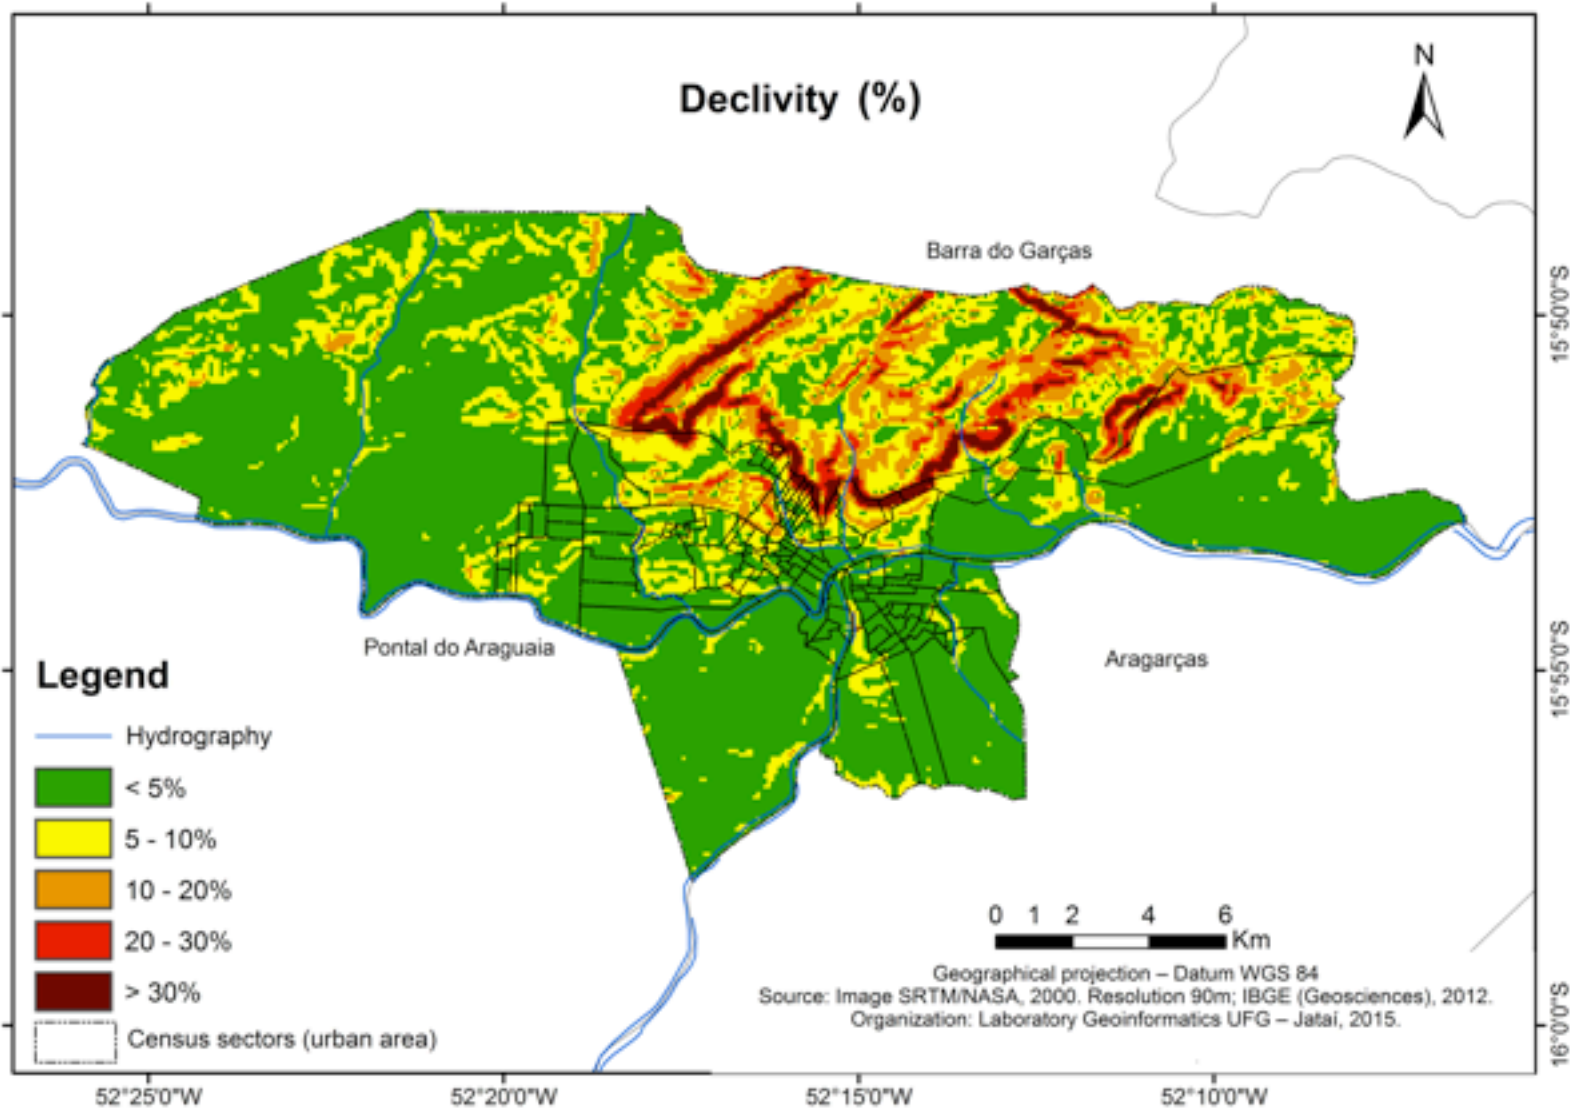 Declivity (%)
N
Barra do Garças
15°50'0"S
Pontal do Araguaia
Aragarças
15°55'0"S
Legend
Hydrography
< 5%
5 - 10%
10 - 20%
20 - 30%
> 30%
Census sectors (urban area)
0 1 2 4 6
Km
Geographical projection – Datum WGS 84
Source: Image SRTM/NASA, 2000. Resolution 90m; IBGE (Geosciences), 2012.
Organization: Laboratory Geoinformatics UFG – Jataí, 2015.
16°0'0"S
52°25'0"W 52°20'0"W 52°15'0"W 52°10'0"W